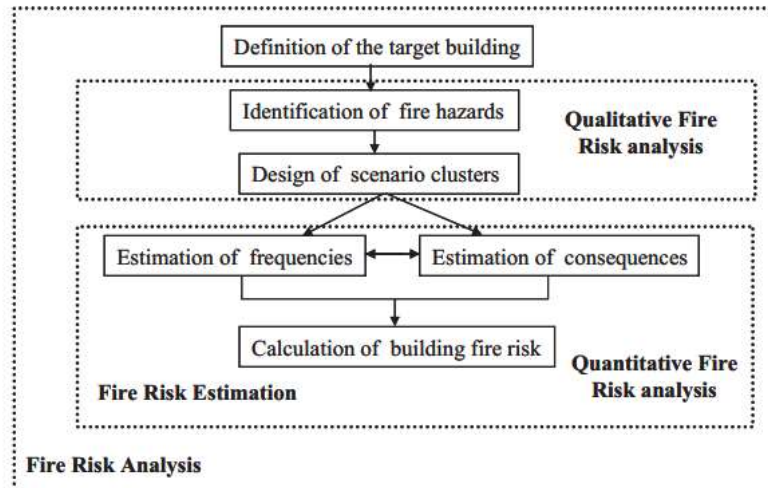 Definition of the target building
Identification of fire hazards
Qualitative Fire
Risk analysis
Design of scenario clusters
Estimation of frequencies
Estimation of consequences
Calculation of building fire risk
Quantitative Fire
Risk analysis
Fire Risk Estimation
Fire Risk Analysis